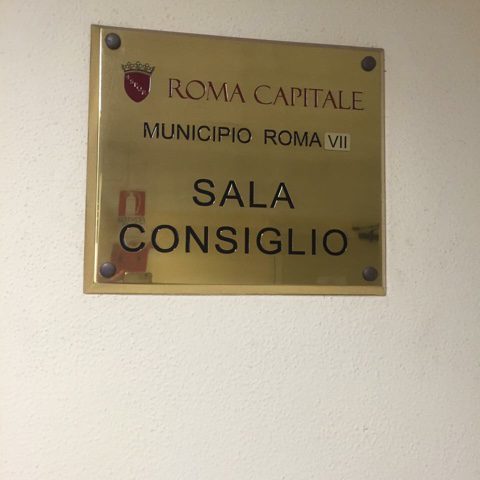 ROMA CAPITALE
MUNICIPIO ROMA VII
SALA
CONSIGLIO